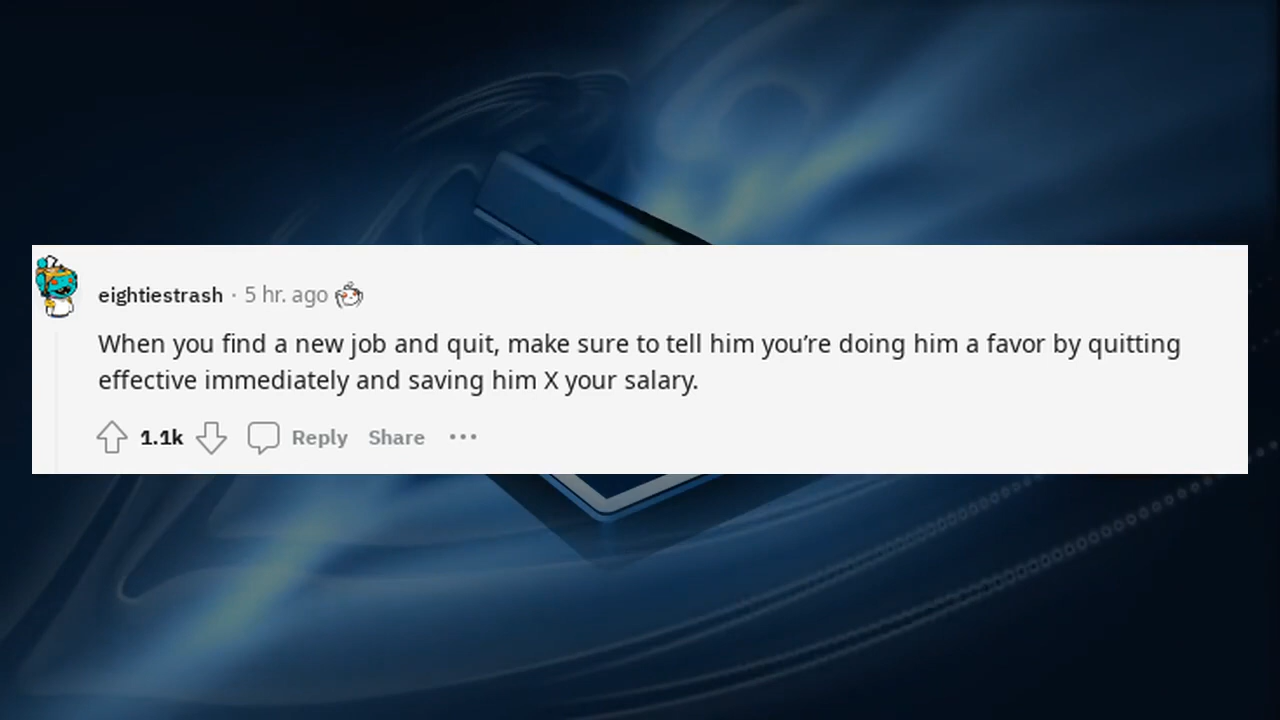 eightiestrash · 5 hr. ago
When you find a new job and quit, make sure to tell him you’re doing him a favor by quitting
effective immediately and saving him X your salary.
1.1k Reply Share ···